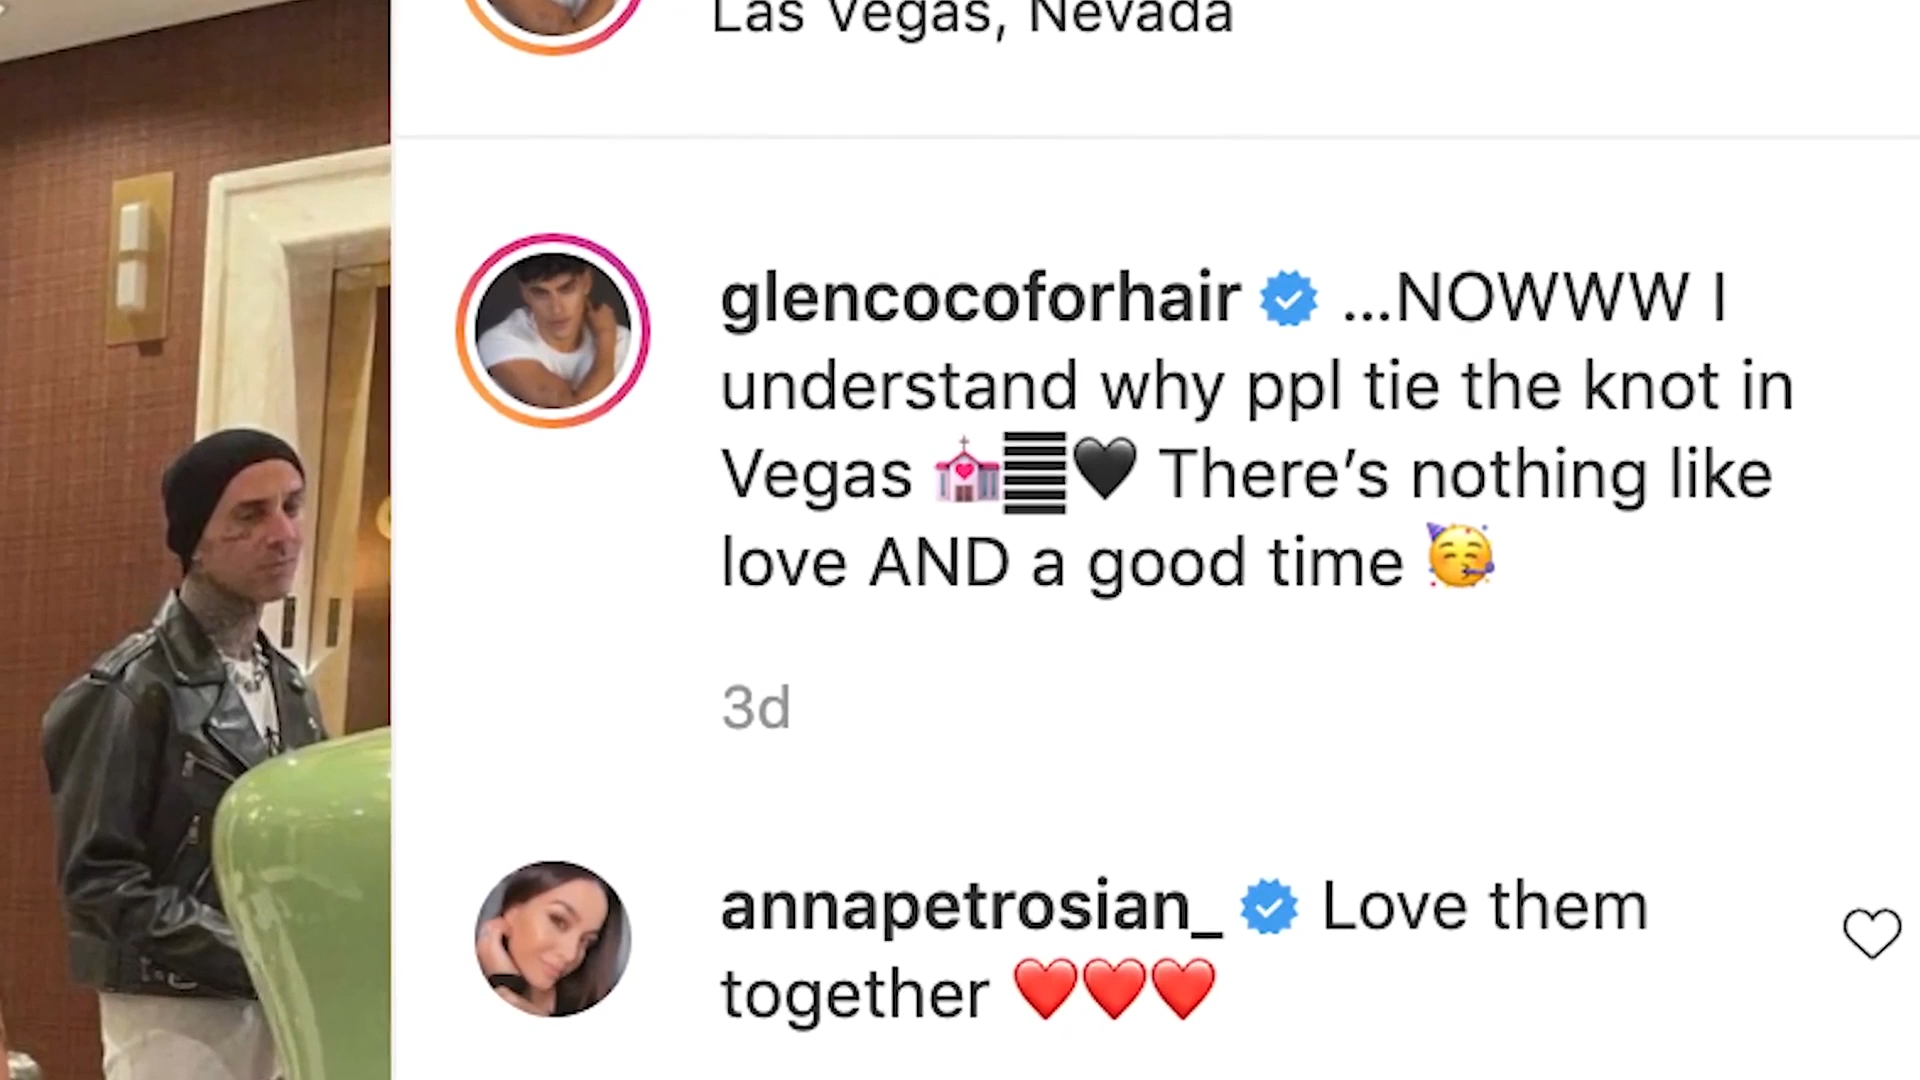 Las Vegas, Nevada
glencocoforhair ...NOWWW I
understand why ppl tie the knot in
Vegas 💒𝌆🖤 There’s nothing like
love AND a good time 🥳
3d
annapetrosian_ Love them
together ❤️❤️❤️